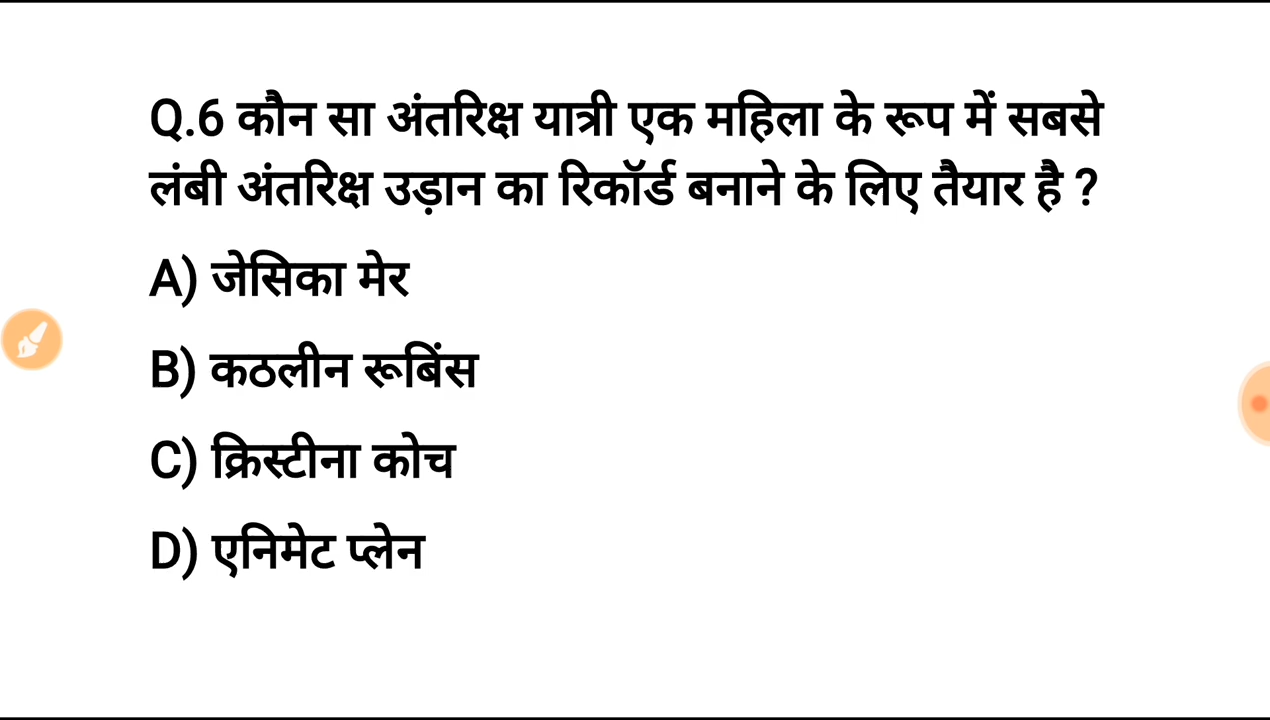 Q.6 कौन सा अंतरिक्ष यात्री एक महिला के रूप में सबसे
लंबी अंतरिक्ष उड़ान का रिकॉर्ड बनाने के लिए तैयार है ?
A) जेसिका मेर
B) कठलीन रूबिंस
C) क्रिस्टीना कोच
D) एनिमेट प्लेन